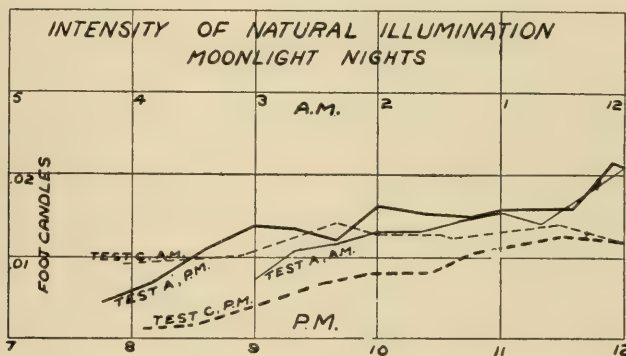 INTENSITY OF NATURAL ILLUMINATION
MOONLIGHT NIGHTS
5 4 3 2 1 12
A.M.
.02
FOOT CANDLES
.01
TEST C, A.M.
TEST A, P.M.
TEST A, A.M.
TEST C, P.M.
P.M.
7 8 9 10 11 12